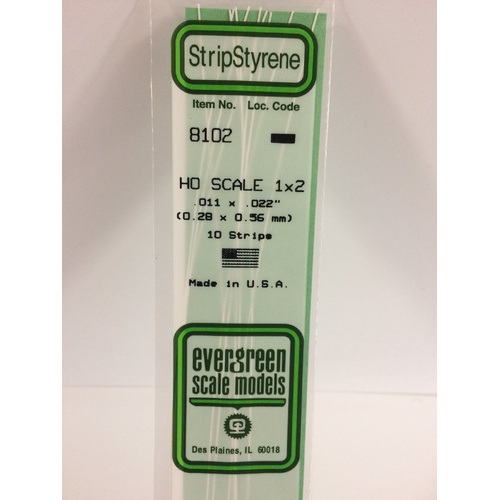 StripStyrene
Item No. Loc. Code
8102
HO SCALE 1x2
.011 x .022"
(0.28 x 0.56 mm)
10 Strips
Made in U.S.A.
evergreen
scale models
Des Plaines, IL 60018